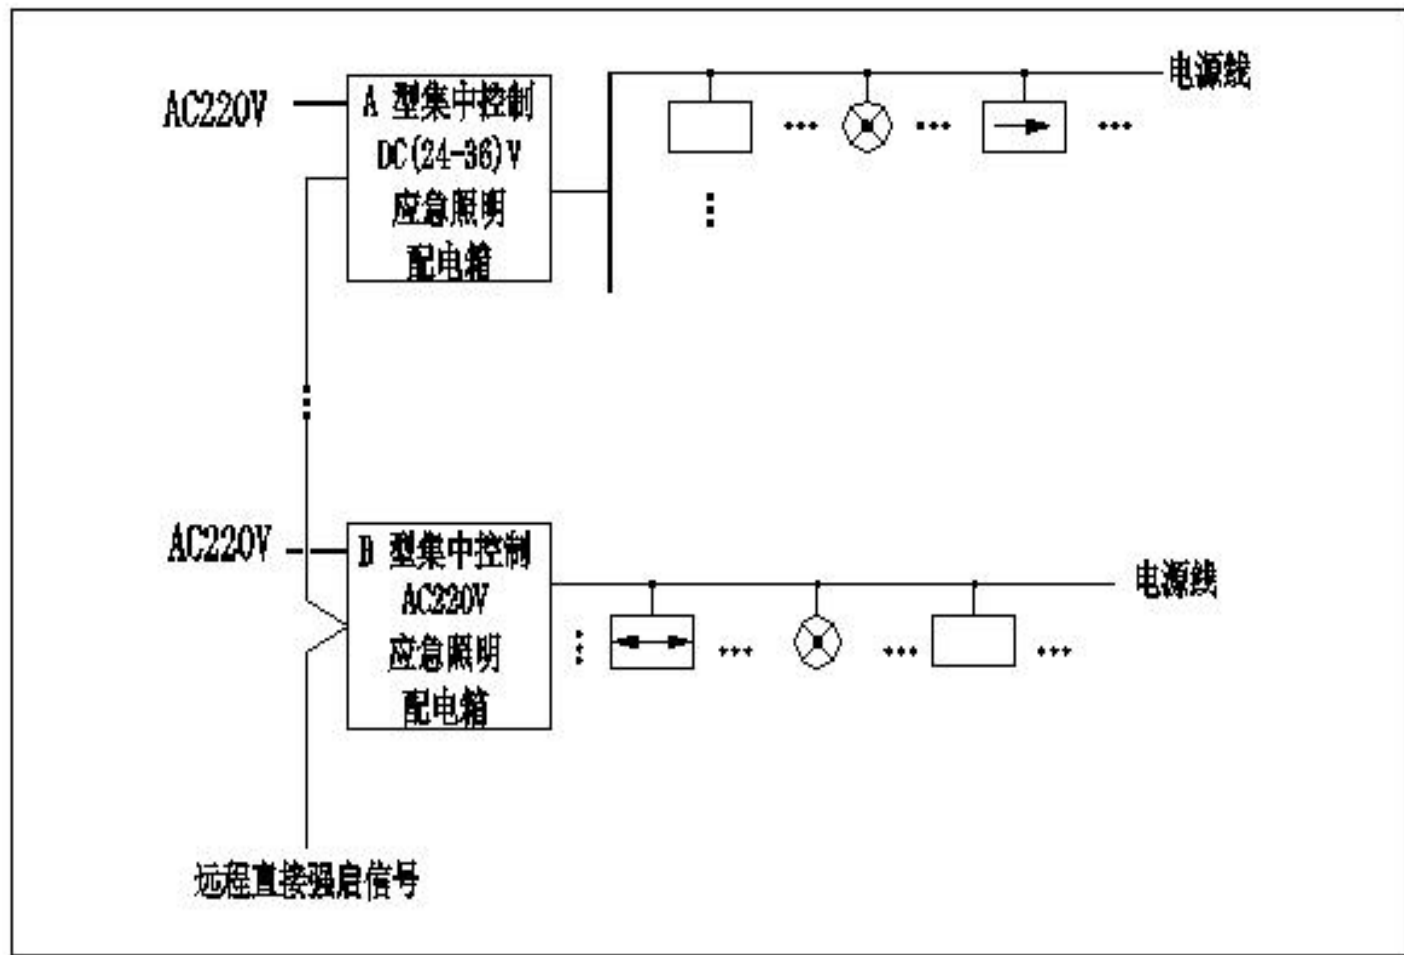 电源线
AC220V
A 型集中控制
DC(24-36)V
应急照明
配电箱
AC220V
B 型集中控制
AC220V
应急照明
配电箱
电源线
远程直接强启信号